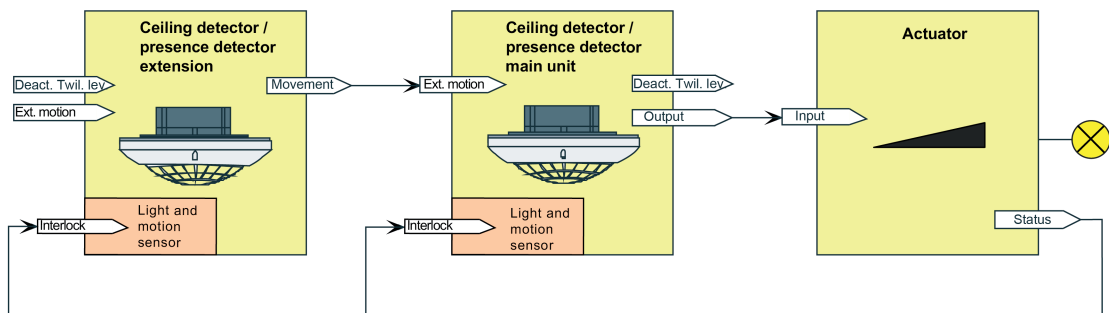 Ceiling detector /
presence detector
extension
Deact. Twil. lev
Ext. motion
Movement
Interlock
Light and
motion
sensor
Ceiling detector /
presence detector
main unit
Ext. motion
Deact. Twil. lev
Output
Interlock
Light and
motion
sensor
Actuator
Input
Status